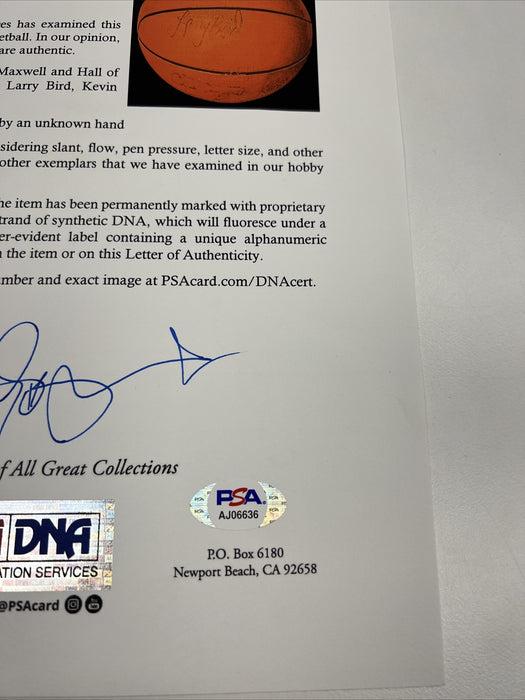 es has examined this
etball. In our opinion,
are authentic.
Maxwell and Hall of
Larry Bird, Kevin
by an unknown hand
sidering slant, flow, pen pressure, letter size, and other
other exemplars that we have examined in our hobby
he item has been permanently marked with proprietary
trand of synthetic DNA, which will fluoresce under a
er-evident label containing a unique alphanumeric
n the item or on this Letter of Authenticity.
umber and exact image at PSAcard.com/DNAcert.
f All Great Collections
PSA
AJ06636
DNA
ATION SERVICES
P.O. Box 6180
Newport Beach, CA 92658
@PSAcard